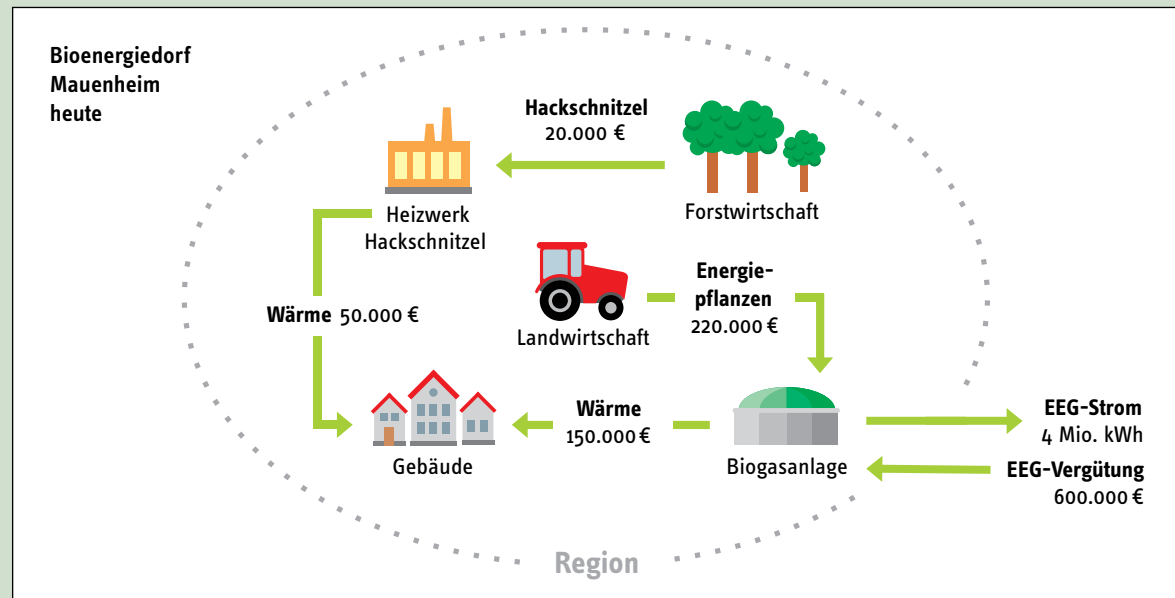 Bioenergiedorf
Mauenheim
heute
Hackschnitzel
20.000 €
Heizwerk
Hackschnitzel
Forstwirtschaft
Energie-
pflanzen
220.000 €
Landwirtschaft
Wärme 50.000 €
Wärme
150.000 €
Gebäude
Biogasanlage
EEG-Strom
4 Mio. kWh
EEG-Vergütung
600.000 €
Region